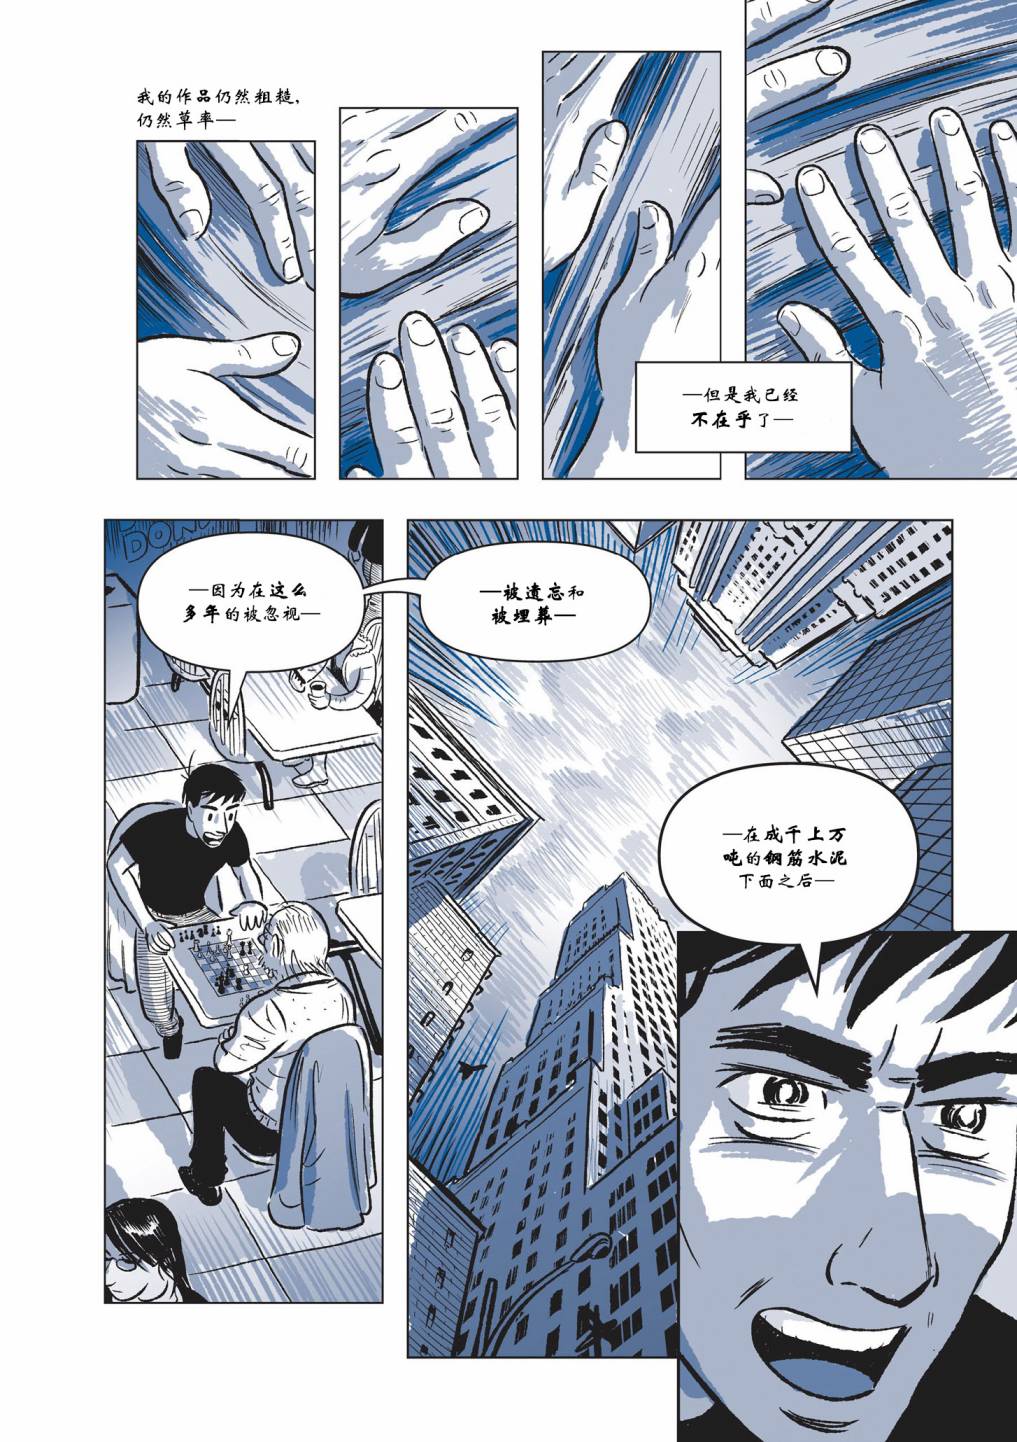 我的作品仍然粗糙，
仍然草率—
—但是我已经
不在乎了—
DON
—因为在这么
多年的被忽视—
—被遗忘和
被埋葬—
—在成千上万
吨的钢筋水泥
下面之后—